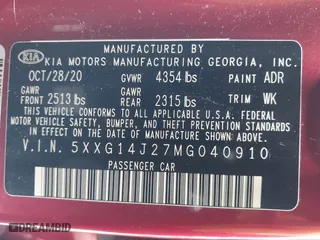 MANUFACTURED BY
KIA KIA MOTORS MANUFACTURING GEORGIA, INC.
OCT/28/20 GVWR 4354 lbs PAINT ADR
GAWR GAWR
FRONT 2513 lbs REAR 2315 lbs TRIM WK
THIS VEHICLE CONFORMS TO ALL APPLICABLE FEDERAL
MOTOR VEHICLE SAFETY, BUMPER, AND THEFT
PREVENTION STANDARDS IN EFFECT ON THE DATE OF
MANUFACTURE SHOWN ABOVE.
V.I.N. 5XXG14J27MG040910
PASSENGER CAR
DREAMBID